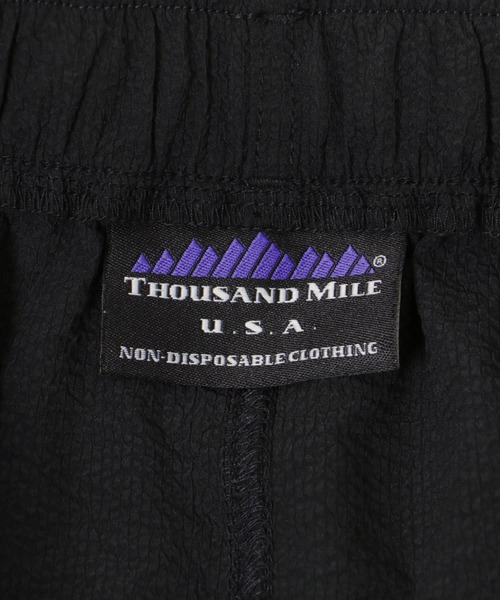 ®
THOUSAND MILE
U.S.A.
NON-DISPOSABLE CLOTHING